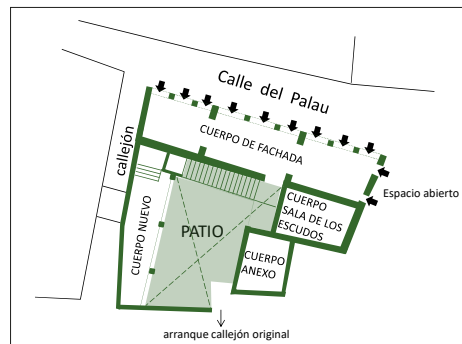 Calle del Palau
callejón
CUERPO DE FACHADA
Espacio abierto
CUERPO
SALA DE LOS
ESCUDOS
CUERPO NUEVO
PATIO
CUERPO
ANEXO
arranque callejón original